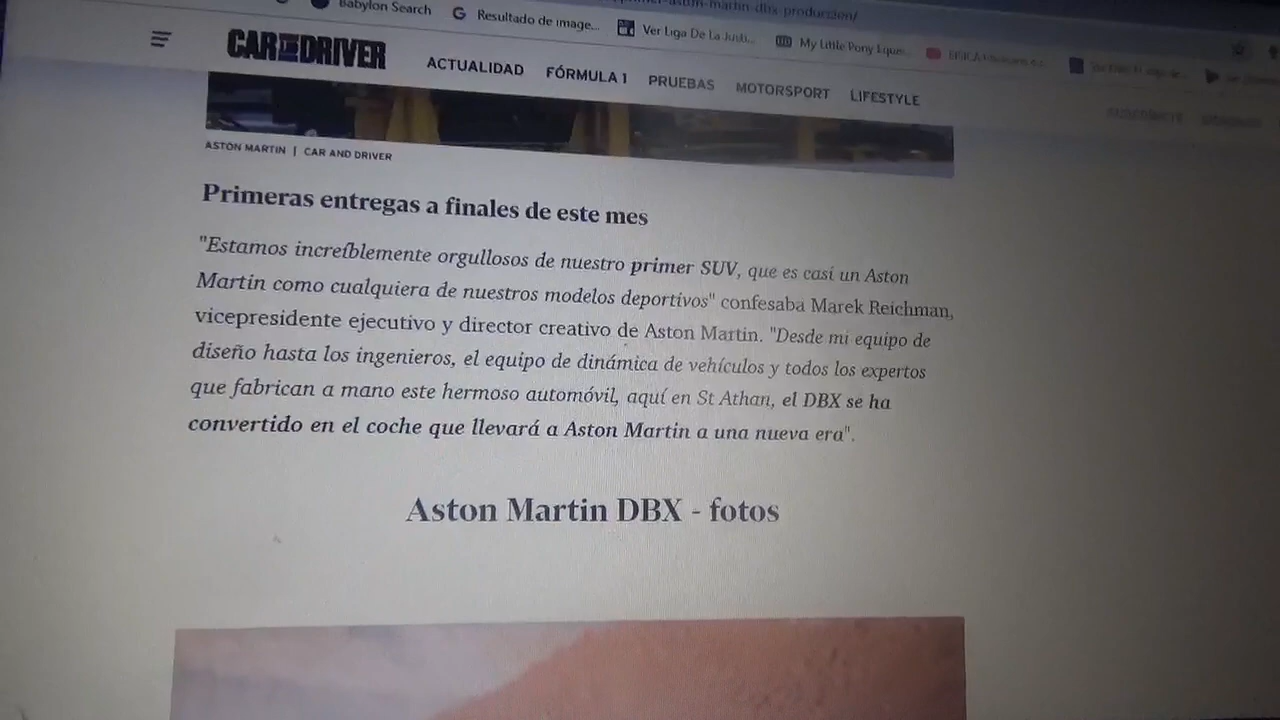 martin-dbx-produccion/
Babylon Search
Resultado de image...
Ver Liga De La Justi...
My Little Pony Eque...
CAR AND DRIVER
ACTUALIDAD
FÓRMULA 1
PRUEBAS
MOTORSPORT
LIFESTYLE
ASTON MARTIN | CAR AND DRIVER
Primeras entregas a finales de este mes
"Estamos increíblemente orgullosos de nuestro primer SUV, que es casi un Aston
Martin como cualquiera de nuestros modelos deportivos" confesaba Marek Reichman,
vicepresidente ejecutivo y director creativo de Aston Martin. "Desde mi equipo de
diseño hasta los ingenieros, el equipo de dinámica de vehículos y todos los expertos
que fabrican a mano este hermoso automóvil, aquí en St Athan, el DBX se ha
convertido en el coche que llevará a Aston Martin a una nueva era".
Aston Martin DBX - fotos